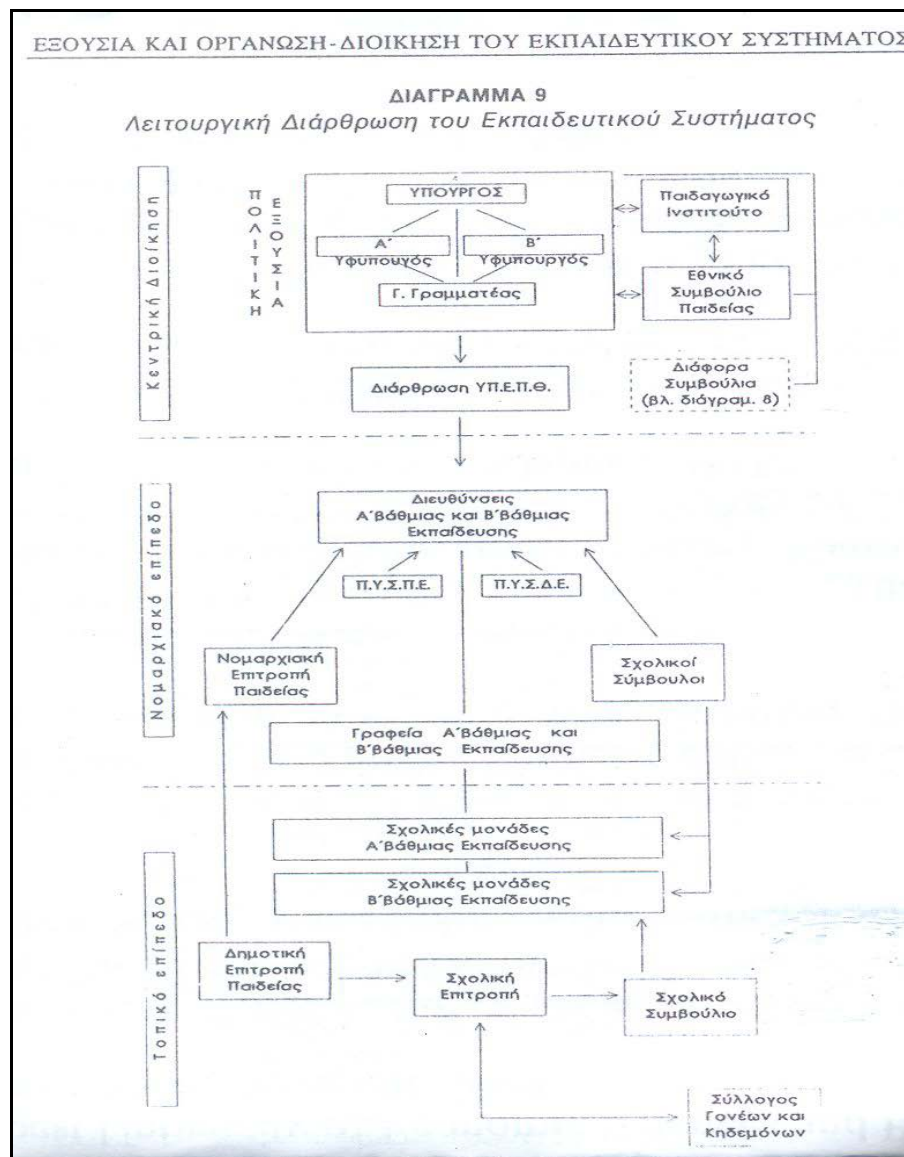 ΕΞΟΥΣΙΑ ΚΑΙ ΟΡΓΑΝΩΣΗ-ΔΙΟΙΚΗΣΗ ΤΟΥ ΕΚΠΑΙΔΕΥΤΙΚΟΥ ΣΥΣΤΗΜΑΤΟΣ
ΔΙΑΓΡΑΜΜΑ 9
Λειτουργική Διάρθρωση του Εκπαιδευτικού Συστήματος
Κεντρική Διοίκηση
ΠΟΛΙΤΙΚΗ
ΕΞΟΥΣΙΑ
ΥΠΟΥΡΓΟΣ
Α΄
Υφυπουγός
Β΄
Υφυπουργός
Γ. Γραμματέας
Παιδαγωγικό
Ινστιτούτο
Εθνικό
Συμβούλιο
Παιδείας
Διάρθρωση ΥΠ.Ε.Π.Θ.
Διάφορα
Συμβούλια
(βλ. διάγραμ. 8)
Νομαρχιακό επίπεδο
Διευθύνσεις
Α΄βάθμιας και Β΄βάθμιας
Εκπαίδευσης
Π.Υ.Σ.Π.Ε.
Π.Υ.Σ.Δ.Ε.
Νομαρχιακή
Επιτροπή
Παιδείας
Σχολικοί
Σύμβουλοι
Γραφεία Α΄βάθμιας και
Β΄βάθμιας Εκπαίδευσης
Τοπικό επίπεδο
Σχολικές μονάδες
Α΄βάθμιας Εκπαίδευσης
Σχολικές μονάδες
Β΄βάθμιας Εκπαίδευσης
Δημοτική
Επιτροπή
Παιδείας
Σχολική
Επιτροπή
Σχολικό
Συμβούλιο
Σύλλογος
Γονέων και
Κηδεμόνων